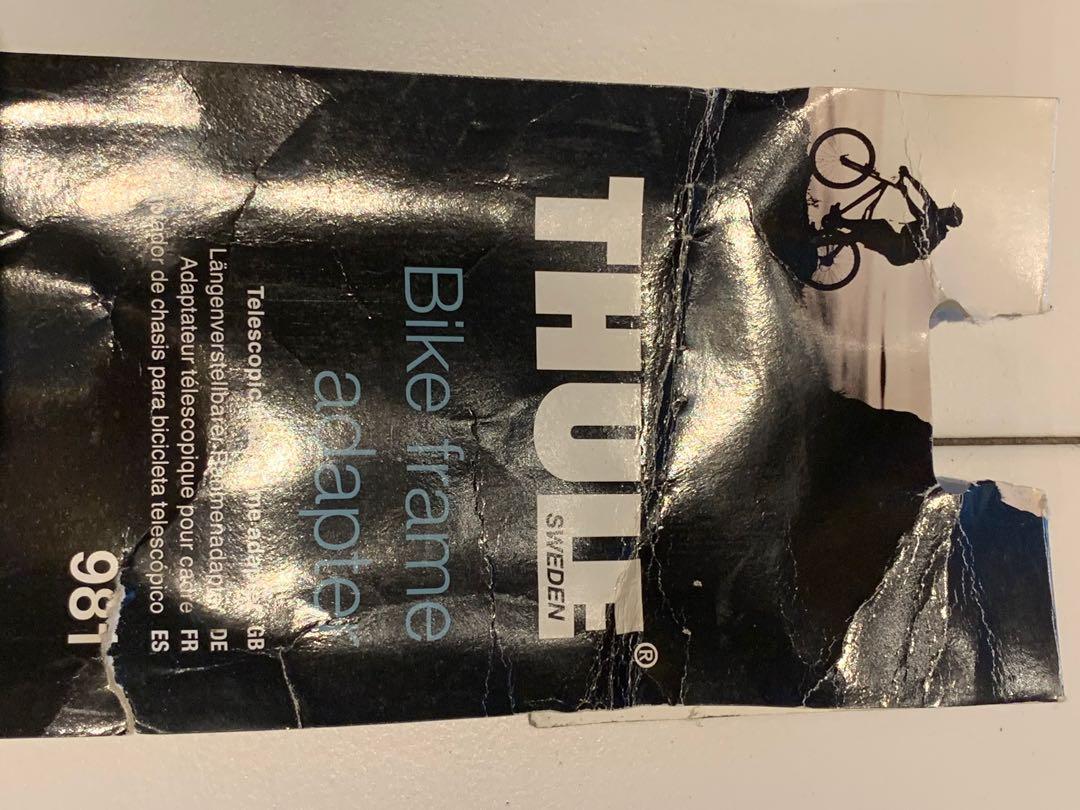 THULE®
SWEDEN
Bike frame
adapter
Telescopic GB
Längenverstellbarer Rahmenadapter DE
Adaptateur télescopique pour cadre FR
de chasis para bicicleta telescópico ES
981